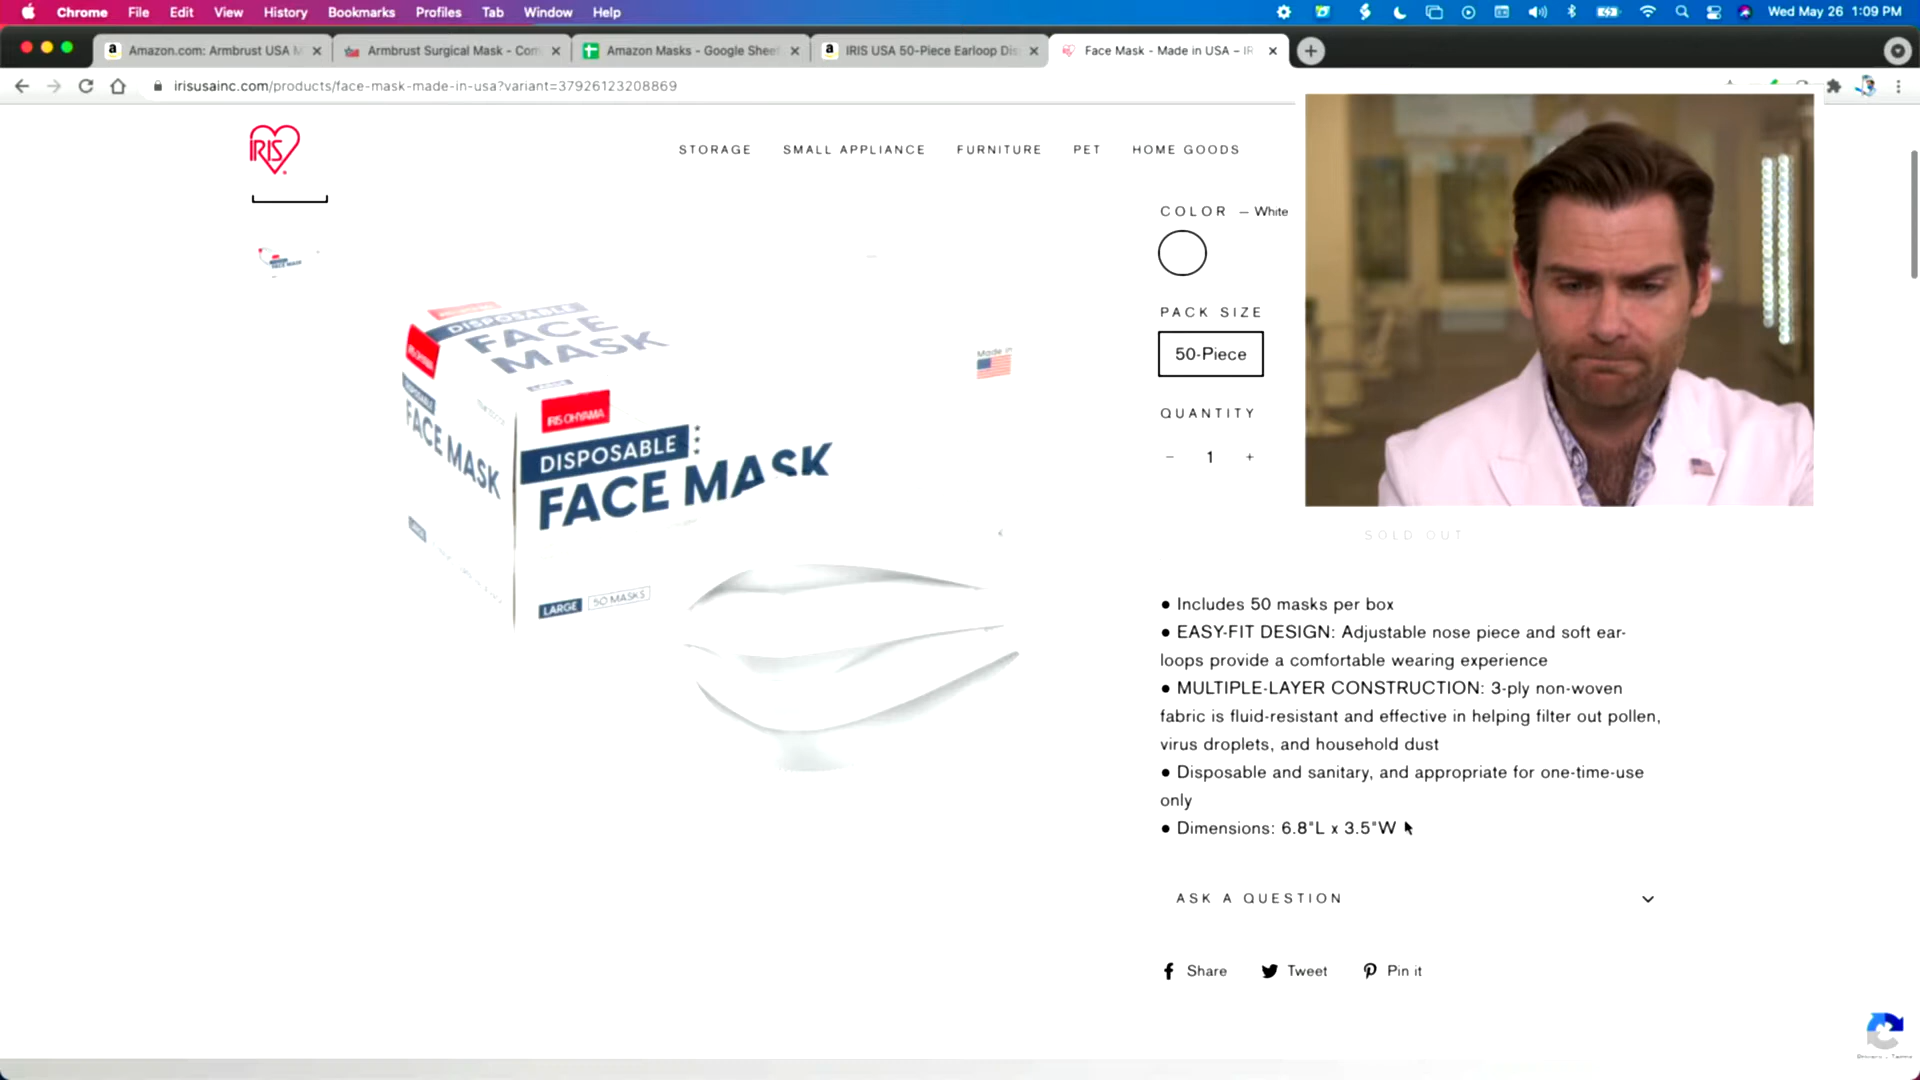 Chrome File Edit View History Bookmarks Profiles Tab Window Help Wed May 26 1:09 PM
Amazon.com: Armbrust USA M Armbrust Surgical Mask - Com Amazon Masks - Google Sheet IRIS USA 50-Piece Earloop Dis Face Mask - Made in USA – IR
irisusainc.com/products/face-mask-made-in-usa?variant=37926123208869
IRIS
STORAGE SMALL APPLIANCE FURNITURE PET HOME GOODS
COLOR — White
PACK SIZE
50-Piece
QUANTITY
− 1 +
SOLD OUT
DISPOSABLE
FACE
MASK
Made in
IRIS OHYAMA
DISPOSABLE
FACE MASK
FACE MASK
LARGE 50 MASKS
• Includes 50 masks per box
• EASY-FIT DESIGN: Adjustable nose piece and soft ear-
loops provide a comfortable wearing experience
• MULTIPLE-LAYER CONSTRUCTION: 3-ply non-woven
fabric is fluid-resistant and effective in helping filter out pollen,
virus droplets, and household dust
• Disposable and sanitary, and appropriate for one-time-use
only
• Dimensions: 6.8"L x 3.5"W
ASK A QUESTION
Share Tweet Pin it